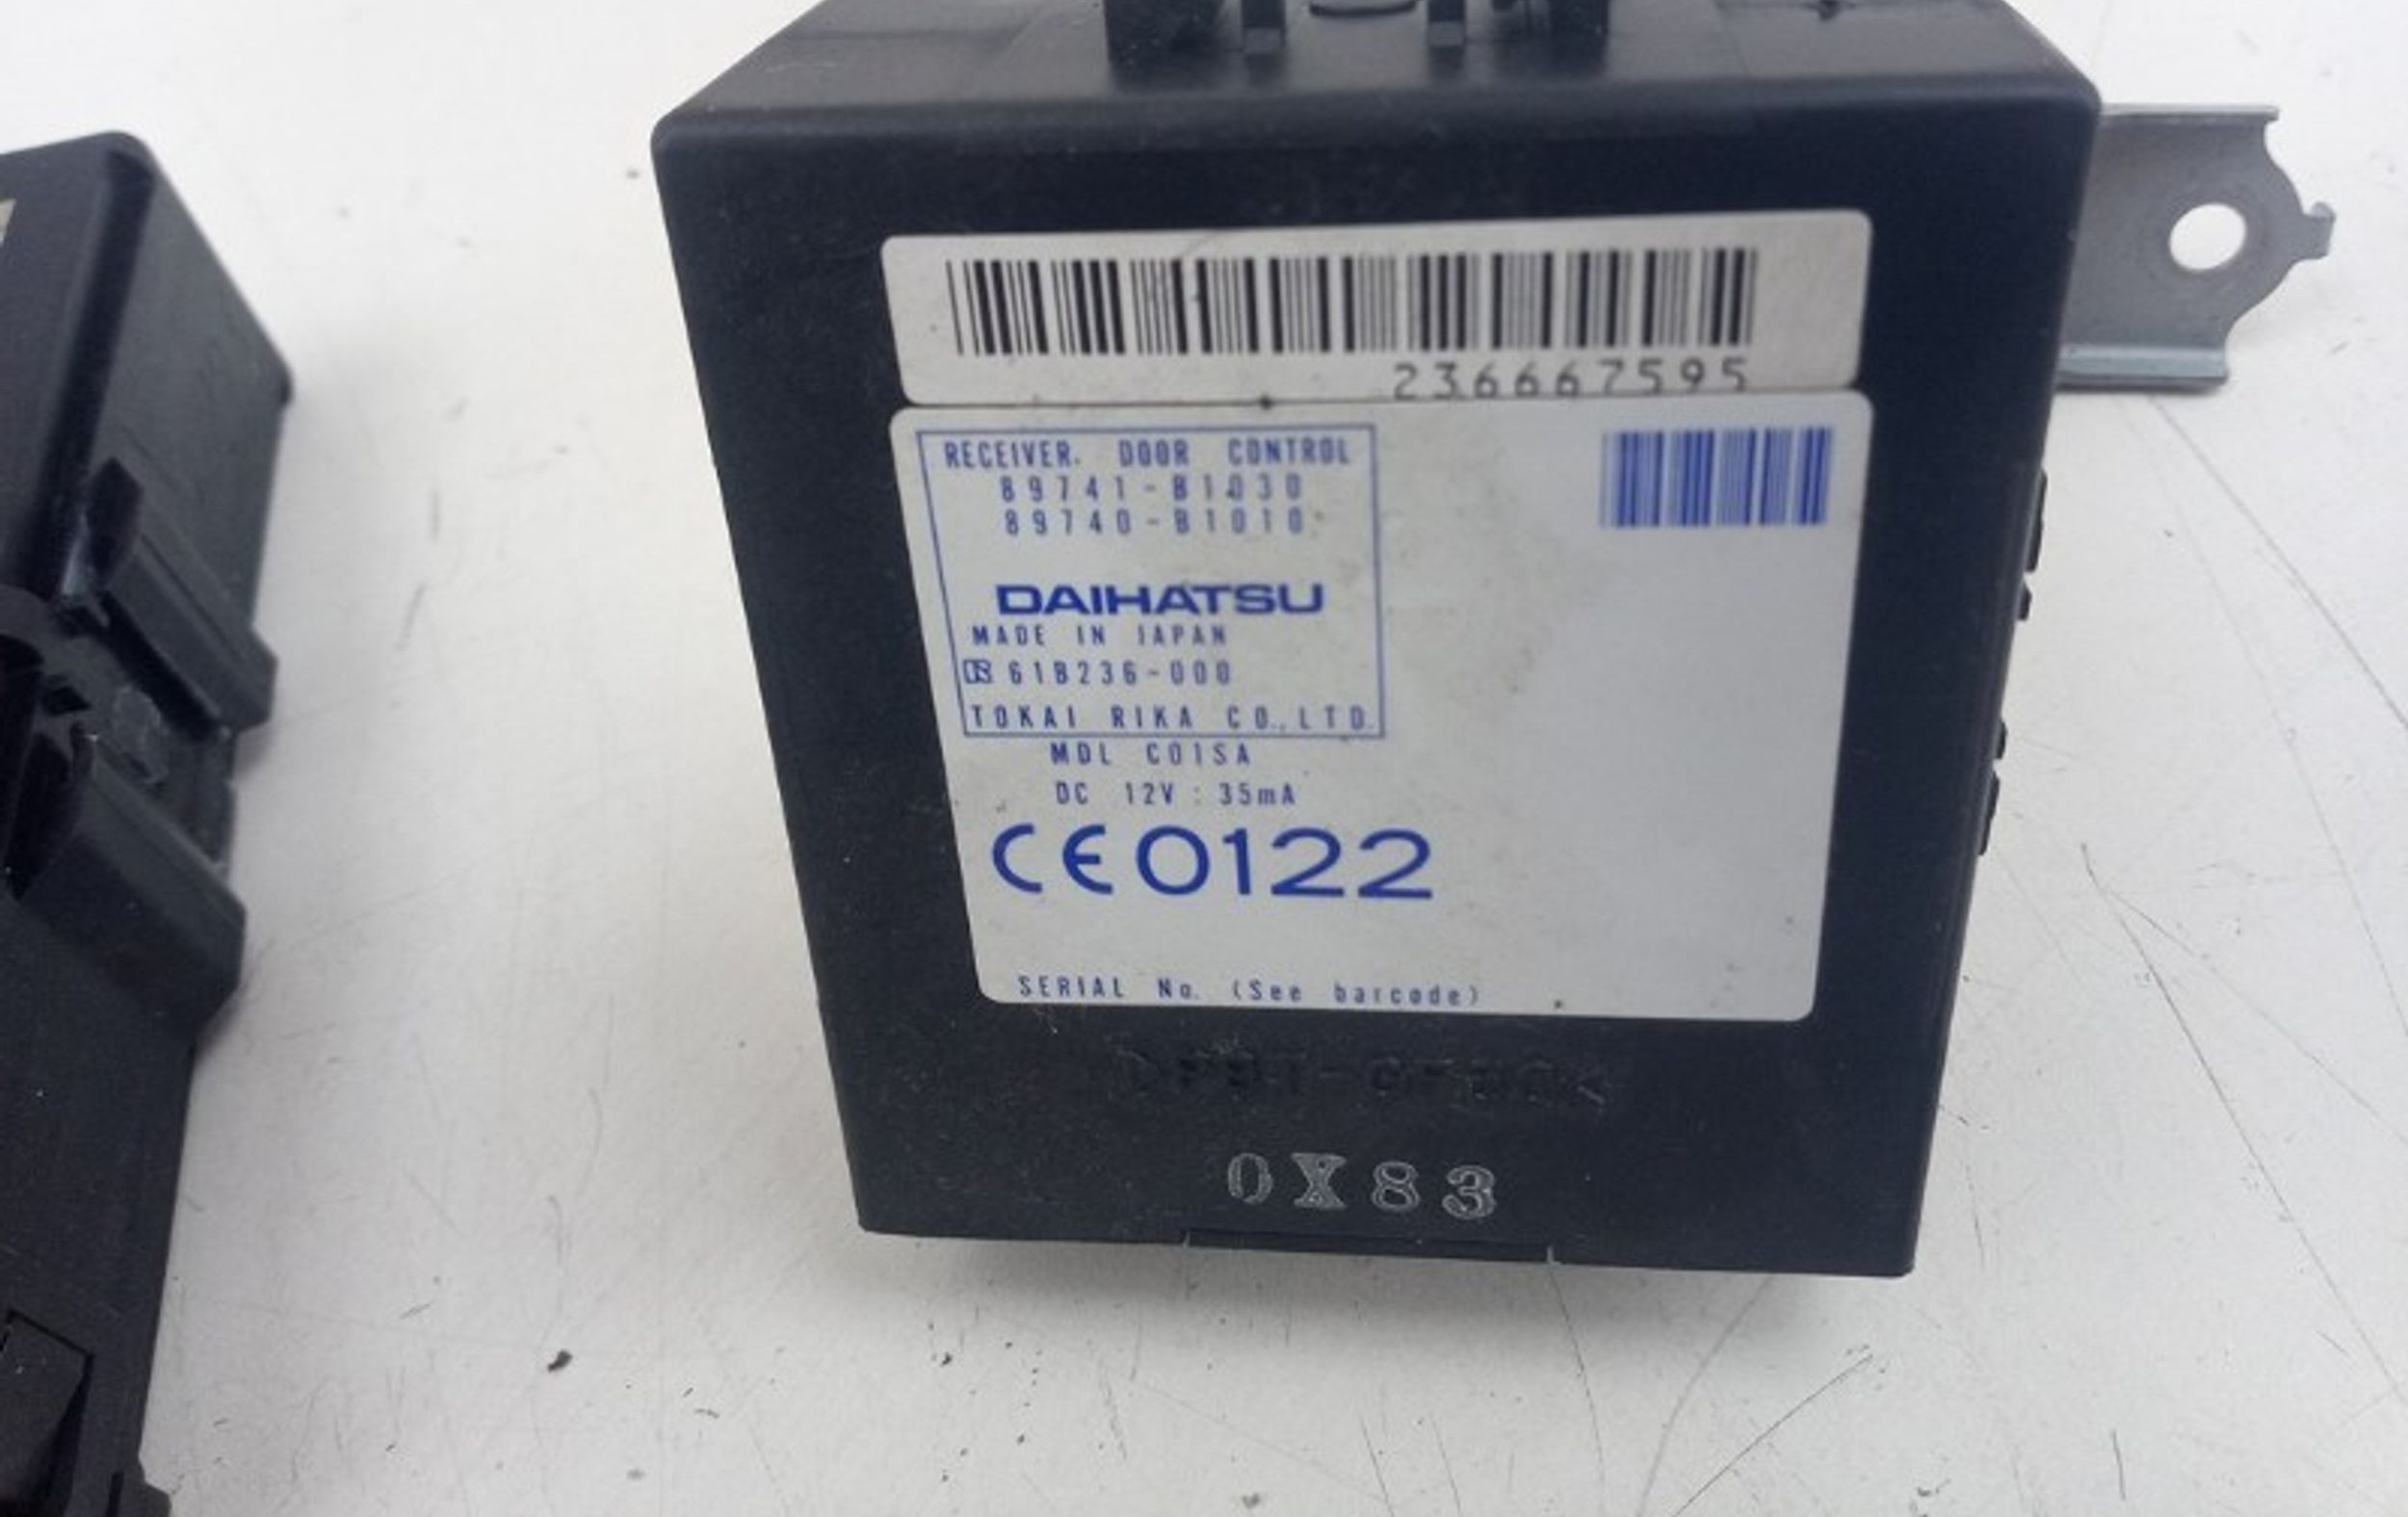 236667595
RECEIVER. DOOR CONTROL
89741-B1030
89740-B1010
DAIHATSU
MADE IN JAPAN
61B236-000
TOKAI RIKA CO.,LTD.
MDL C01SA
DC 12V : 35mA
CE0122
SERIAL No. (See barcode)
0X83